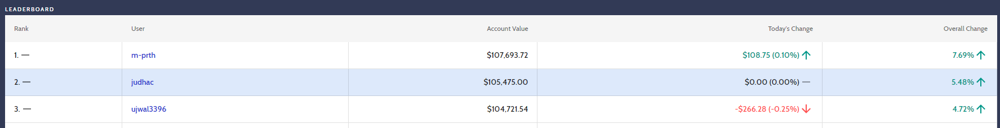 LEADERBOARD
Rank User Account Value Today's Change Overall Change
1. — m-prth $107,693.72 $108.75 (0.10%) ↑ 7.69% ↑
2. — judhac $105,475.00 $0.00 (0.00%) — 5.48% ↑
3. — ujwal3396 $104,721.54 -$266.28 (-0.25%) ↓ 4.72% ↑